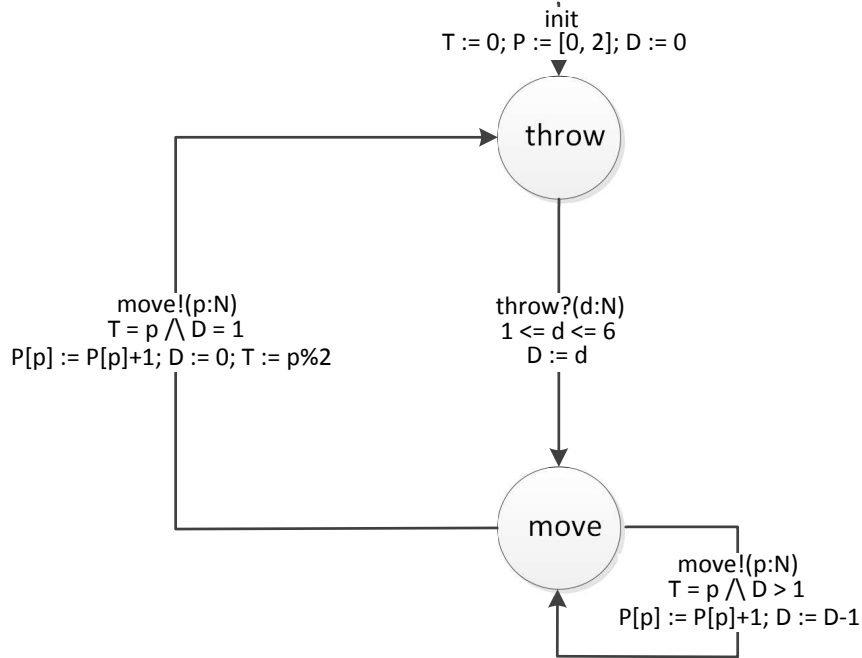 init
T := 0; P := [0, 2]; D := 0
throw
move!(p:N)
T = p /\ D = 1
P[p] := P[p]+1; D := 0; T := p%2
throw?(d:N)
1 <= d <= 6
D := d
move
move!(p:N)
T = p /\ D > 1
P[p] := P[p]+1; D := D-1